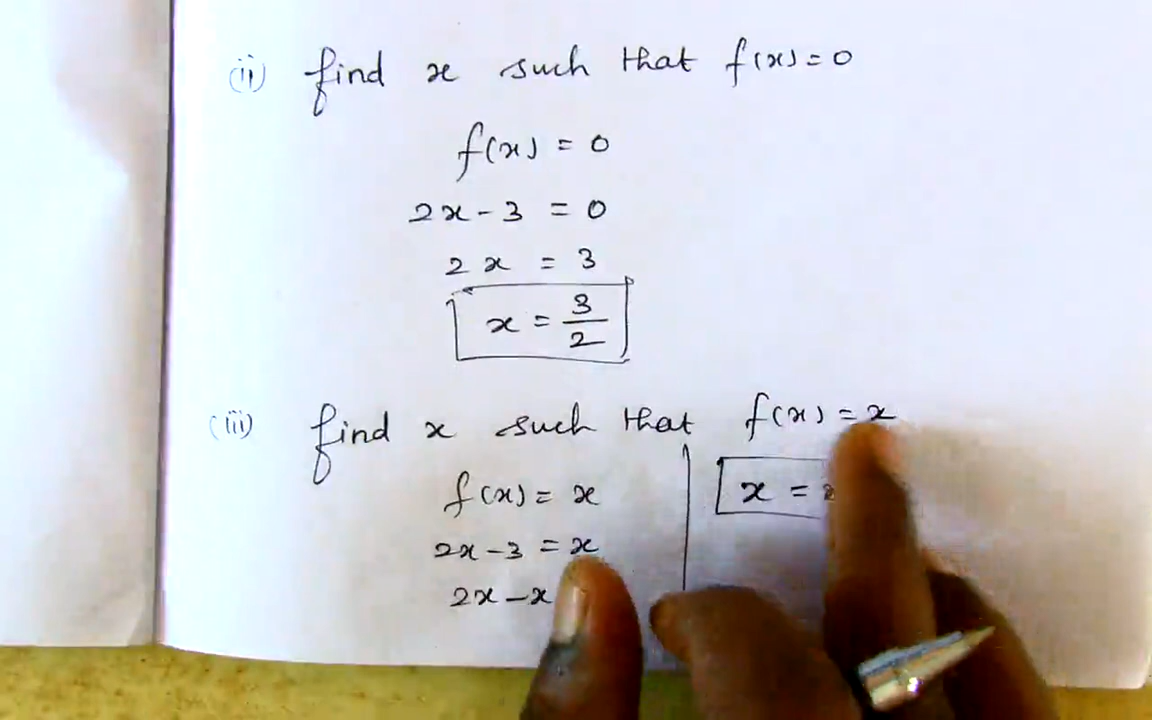 (ii) find x such that f(x) = 0
f(x) = 0
2x - 3 = 0
2x = 3
x = 3/2
(iii) find x such that f(x) = x
f(x) = x
2x - 3 = x
2x - x
x =